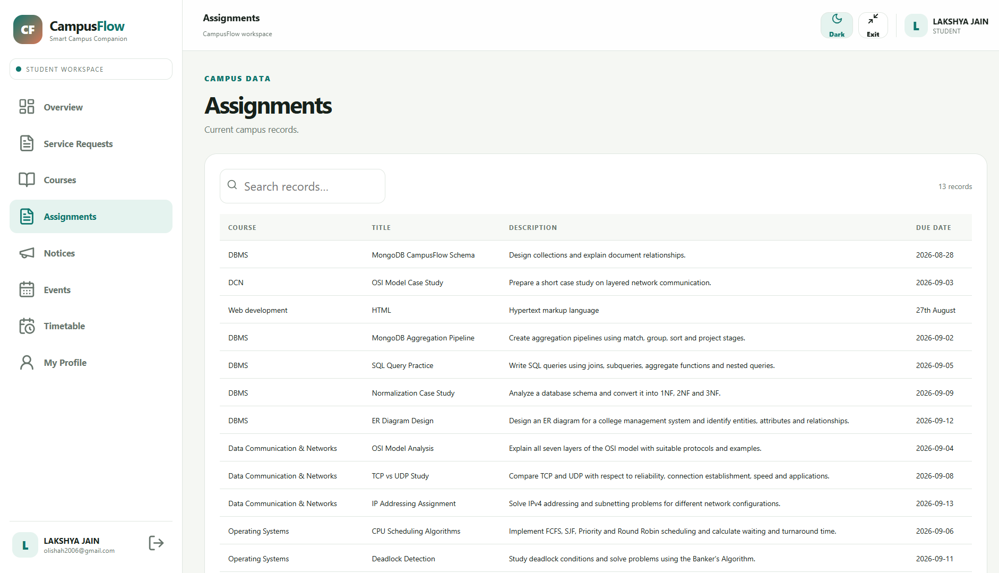 CF
CampusFlow
Smart Campus Companion
STUDENT WORKSPACE
Overview
Service Requests
Courses
Assignments
Notices
Events
Timetable
My Profile
L
LAKSHYA JAIN
olishah2006@gmail.com
Assignments
CampusFlow workspace
Dark
Exit
L
LAKSHYA JAIN
STUDENT
CAMPUS DATA
Assignments
Current campus records.
Search records...
13 records
COURSE TITLE DESCRIPTION DUE DATE
DBMS MongoDB CampusFlow Schema Design collections and explain document relationships. 2026-08-28
DCN OSI Model Case Study Prepare a short case study on layered network communication. 2026-09-03
Web development HTML Hypertext markup language 27th August
DBMS MongoDB Aggregation Pipeline Create aggregation pipelines using match, group, sort and project stages. 2026-09-02
DBMS SQL Query Practice Write SQL queries using joins, subqueries, aggregate functions and nested queries. 2026-09-05
DBMS Normalization Case Study Analyze a database schema and convert it into 1NF, 2NF and 3NF. 2026-09-09
DBMS ER Diagram Design Design an ER diagram for a college management system and identify entities, attributes and relationships. 2026-09-12
Data Communication & Networks OSI Model Analysis Explain all seven layers of the OSI model with suitable protocols and examples. 2026-09-04
Data Communication & Networks TCP vs UDP Study Compare TCP and UDP with respect to reliability, connection establishment, speed and applications. 2026-09-08
Data Communication & Networks IP Addressing Assignment Solve IPv4 addressing and subnetting problems for different network configurations. 2026-09-13
Operating Systems CPU Scheduling Algorithms Implement FCFS, SJF, Priority and Round Robin scheduling and calculate waiting and turnaround time. 2026-09-06
Operating Systems Deadlock Detection Study deadlock conditions and solve problems using the Banker's Algorithm. 2026-09-11